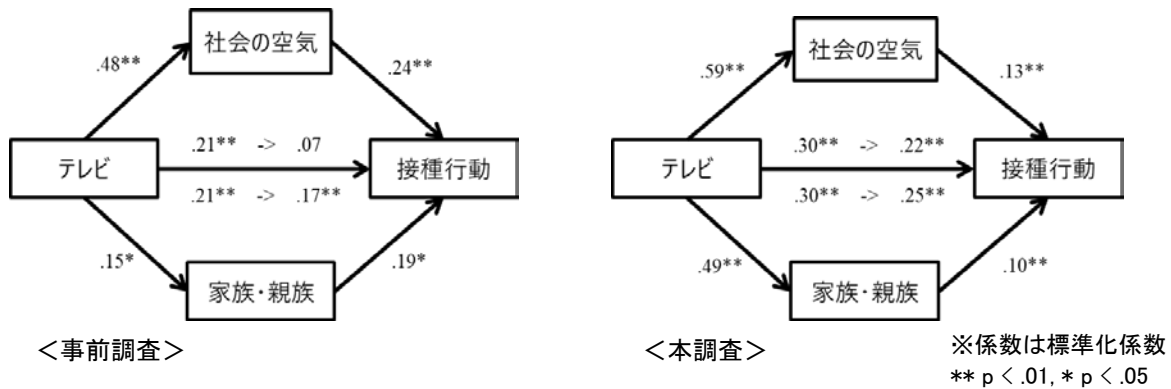 社会の空気
.48**
.24**
テレビ
.21** -> .07
.21** -> .17**
接種行動
.15*
.19*
家族・親族
＜事前調査＞
社会の空気
.59**
.13**
テレビ
.30** -> .22**
.30** -> .25**
接種行動
.49**
.10**
家族・親族
＜本調査＞
※係数は標準化係数
** p < .01, * p < .05